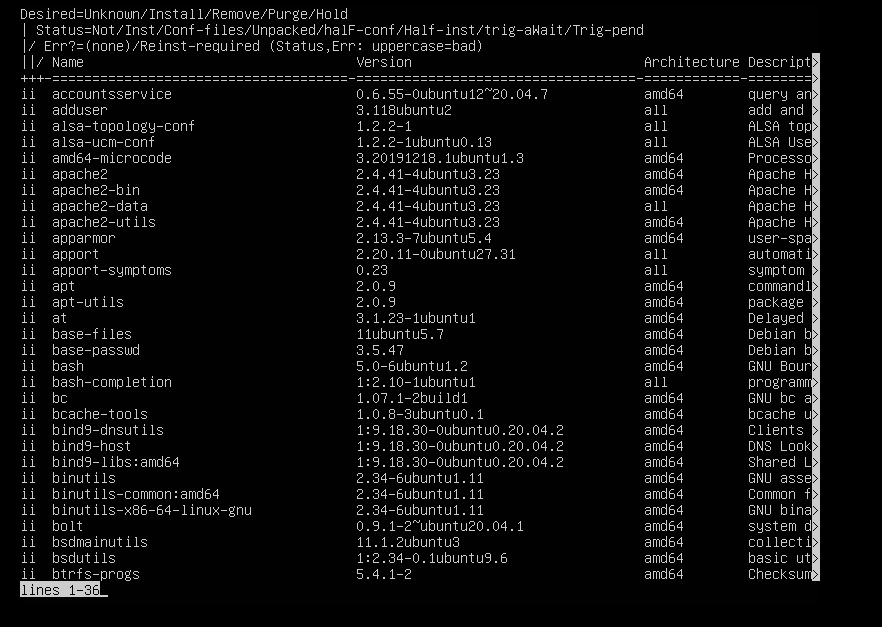 Desired=Unknown/Install/Remove/Purge/Hold
| Status=Not/Inst/Conf-files/Unpacked/halF-conf/Half-inst/trig-aWait/Trig-pend
|/ Err?=(none)/Reinst-required (Status,Err: uppercase=bad)
||/ Name                                 Version                            Architecture Descript>
+++-=====================================-===================================-============-========>
ii  accountsservice                      0.6.55-0ubuntu12~20.04.7           amd64        query an>
ii  adduser                              3.118ubuntu2                       all          add and >
ii  alsa-topology-conf                   1.2.2-1                            all          ALSA top>
ii  alsa-ucm-conf                        1.2.2-1ubuntu0.13                  all          ALSA Use>
ii  amd64-microcode                      3.20191218.1ubuntu1.3              amd64        Processo>
ii  apache2                              2.4.41-4ubuntu3.23                 amd64        Apache H>
ii  apache2-bin                          2.4.41-4ubuntu3.23                 amd64        Apache H>
ii  apache2-data                         2.4.41-4ubuntu3.23                 all          Apache H>
ii  apache2-utils                        2.4.41-4ubuntu3.23                 amd64        Apache H>
ii  apparmor                             2.13.3-7ubuntu5.4                  amd64        user-spa>
ii  apport                               2.20.11-0ubuntu27.31               all          automati>
ii  apport-symptoms                      0.23                               all          symptom >
ii  apt                                  2.0.9                              amd64        commandl>
ii  apt-utils                            2.0.9                              amd64        package >
ii  at                                   3.1.23-1ubuntu1                    amd64        Delayed >
ii  base-files                           11ubuntu5.7                        amd64        Debian b>
ii  base-passwd                          3.5.47                             amd64        Debian b>
ii  bash                                 5.0-6ubuntu1.2                     amd64        GNU Bour>
ii  bash-completion                      1:2.10-1ubuntu1                    all          programm>
ii  bc                                   1.07.1-2build1                     amd64        GNU bc a>
ii  bcache-tools                         1.0.8-3ubuntu0.1                   amd64        bcache u>
ii  bind9-dnsutils                       1:9.18.30-0ubuntu0.20.04.2         amd64        Clients >
ii  bind9-host                           1:9.18.30-0ubuntu0.20.04.2         amd64        DNS Look>
ii  bind9-libs:amd64                     1:9.18.30-0ubuntu0.20.04.2         amd64        Shared L>
ii  binutils                             2.34-6ubuntu1.11                   amd64        GNU asse>
ii  binutils-common:amd64                2.34-6ubuntu1.11                   amd64        Common f>
ii  binutils-x86-64-linux-gnu            2.34-6ubuntu1.11                   amd64        GNU bina>
ii  bolt                                 0.9.1-2~ubuntu20.04.1              amd64        system d>
ii  bsdmainutils                         11.1.2ubuntu3                      amd64        collecti>
ii  bsdutils                             1:2.34-0.1ubuntu9.6                amd64        basic ut>
ii  btrfs-progs                          5.4.1-2                            amd64        Checksum>
lines 1-36